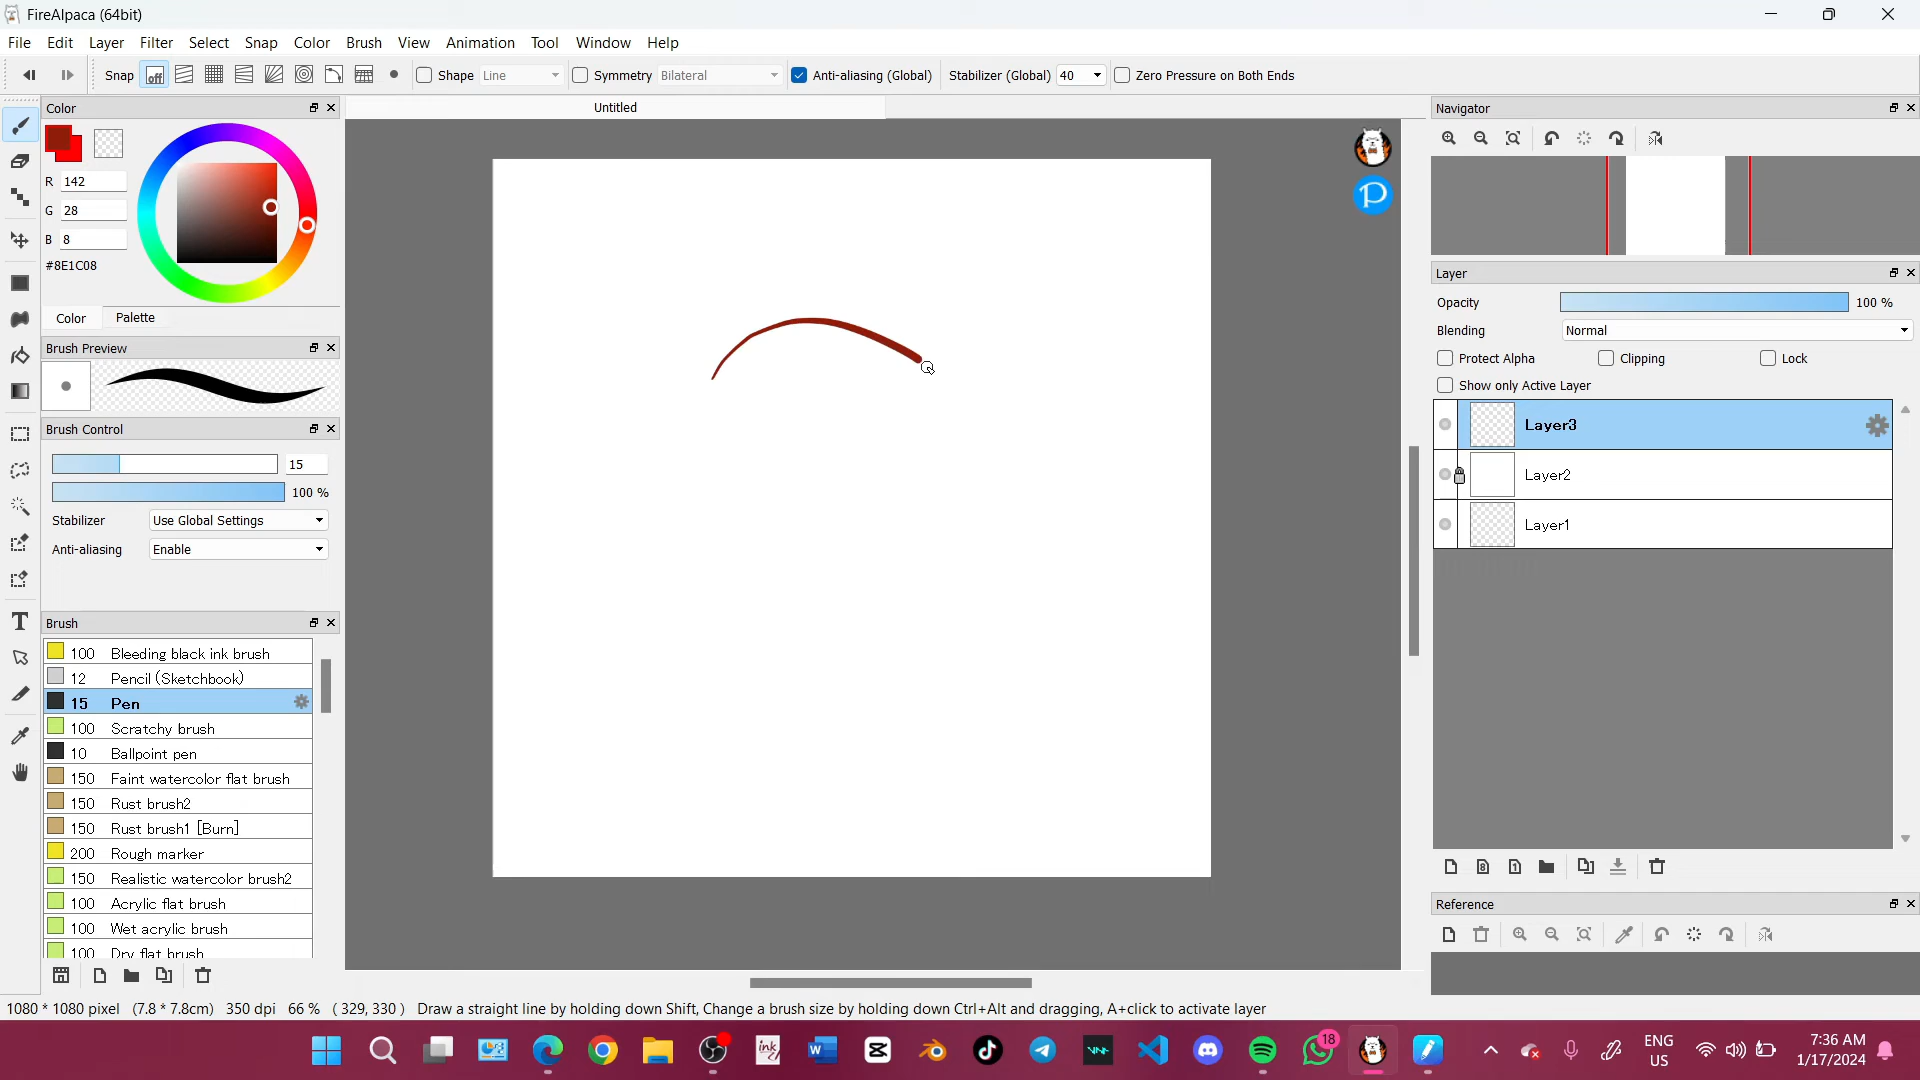 FireAlpaca (64bit)
File Edit Layer Filter Select Snap Color Brush View Animation Tool Window Help
Snap off Shape Line Symmetry Bilateral Anti-aliasing (Global) Stabilizer (Global) 40 Zero Pressure on Both Ends
Color
Untitled
Navigator
R 142
G 28
B 8
#8E1C08
Color Palette
Layer
Opacity 100 %
Blending Normal
Protect Alpha Clipping Lock
Show only Active Layer
Layer3
Layer2
Layer1
Brush Preview
Brush Control
15
100 %
Stabilizer Use Global Settings
Anti-aliasing Enable
Brush
100 Bleeding black ink brush
12 Pencil (Sketchbook)
15 Pen
100 Scratchy brush
10 Ballpoint pen
150 Faint watercolor flat brush
150 Rust brush2
150 Rust brush1 [Burn]
200 Rough marker
150 Realistic watercolor brush2
100 Acrylic flat brush
100 Wet acrylic brush
100 Dry flat brush
Reference
1080 * 1080 pixel (7.8 * 7.8cm) 350 dpi 66 % ( 329, 330 ) Draw a straight line by holding down Shift, Change a brush size by holding down Ctrl+Alt and dragging, A+click to activate layer
ink
18
ENG
US
7:36 AM
1/17/2024